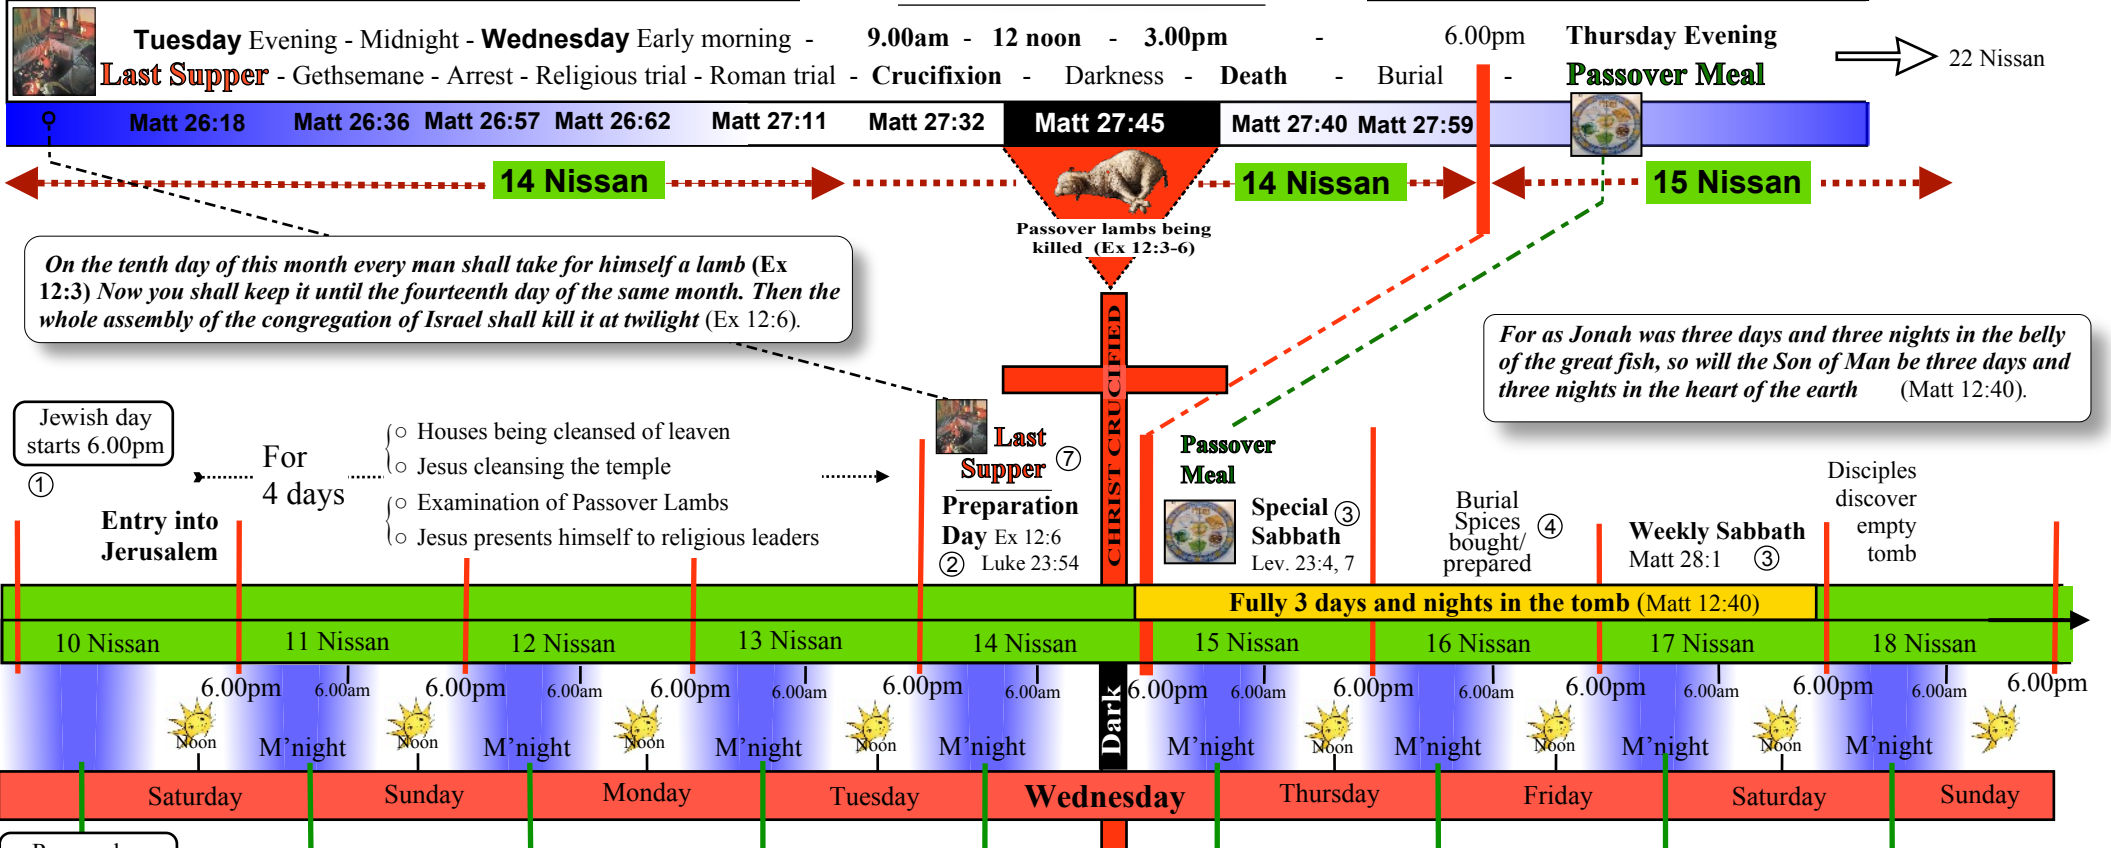 Tuesday Evening - Midnight - Wednesday Early morning - 9.00am - 12 noon - 3.00pm - 6.00pm Thursday Evening
Last Supper - Gethsemane - Arrest - Religious trial - Roman trial - Crucifixion - Darkness - Death - Burial - Passover Meal
22 Nissan
Matt 26:18 Matt 26:36 Matt 26:57 Matt 26:62 Matt 27:11 Matt 27:32 Matt 27:45 Matt 27:40 Matt 27:59
14 Nissan 14 Nissan 15 Nissan
Passover lambs being
killed (Ex 12:3-6)
On the tenth day of this month every man shall take for himself a lamb (Ex
12:3) Now you shall keep it until the fourteenth day of the same month. Then the
whole assembly of the congregation of Israel shall kill it at twilight (Ex 12:6).
For as Jonah was three days and three nights in the belly
of the great fish, so will the Son of Man be three days and
three nights in the heart of the earth (Matt 12:40).
Jewish day
starts 6.00pm
①
Entry into
Jerusalem
For
4 days
○ Houses being cleansed of leaven
○ Jesus cleansing the temple
○ Examination of Passover Lambs
○ Jesus presents himself to religious leaders
Last
Supper ⑦
Preparation
Day Ex 12:6
② Luke 23:54
CHRIST CRUCIFIED
Passover
Meal
Special ③
Sabbath
Lev. 23:4, 7
Burial
Spices ④
bought/
prepared
Weekly Sabbath
Matt 28:1 ③
Disciples
discover
empty
tomb
Fully 3 days and nights in the tomb (Matt 12:40)
10 Nissan 11 Nissan 12 Nissan 13 Nissan 14 Nissan 15 Nissan 16 Nissan 17 Nissan 18 Nissan
6.00pm 6.00am 6.00pm 6.00am 6.00pm 6.00am 6.00pm 6.00am 6.00pm 6.00am 6.00pm 6.00am 6.00pm 6.00am 6.00pm 6.00am 6.00pm
Dark
Noon M'night Noon M'night Noon M'night Noon M'night M'night Noon M'night Noon M'night Noon M'night
Saturday Sunday Monday Tuesday Wednesday Thursday Friday Saturday Sunday